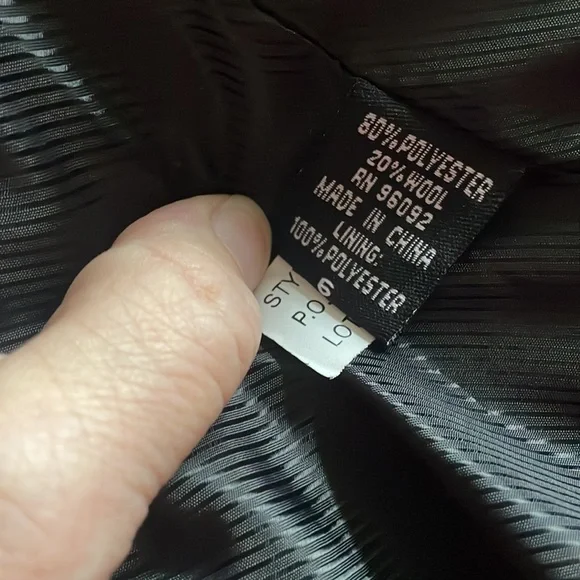 80% POLYESTER
20% WOOL
RN 96092
MADE IN CHINA
LINING:
100% POLYESTER
6
STY
P.O.
LOT